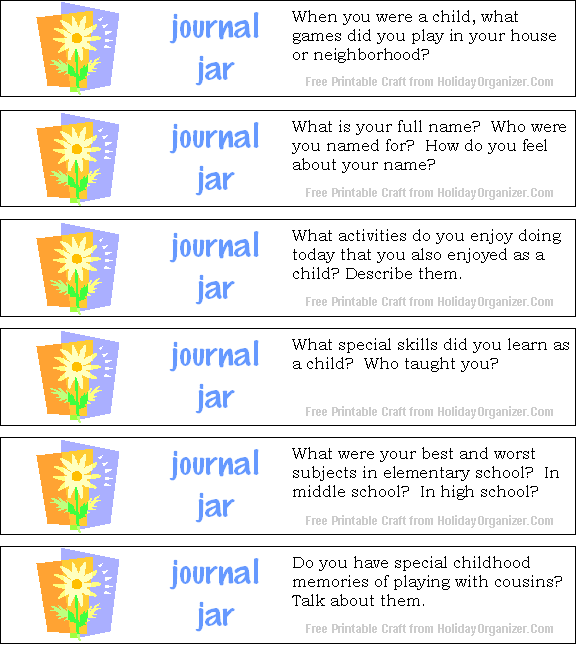 journal
jar
When you were a child, what
games did you play in your house
or neighborhood?
Free Printable Craft from HolidayOrganizer.Com
journal
jar
What is your full name?  Who were
you named for?  How do you feel
about your name?
Free Printable Craft from HolidayOrganizer.Com
journal
jar
What activities do you enjoy doing
today that you also enjoyed as a
child? Describe them.
Free Printable Craft from HolidayOrganizer.Com
journal
jar
What special skills did you learn as
a child?  Who taught you?
Free Printable Craft from HolidayOrganizer.Com
journal
jar
What were your best and worst
subjects in elementary school?  In
middle school?  In high school?
Free Printable Craft from HolidayOrganizer.Com
journal
jar
Do you have special childhood
memories of playing with cousins?
Talk about them.
Free Printable Craft from HolidayOrganizer.Com